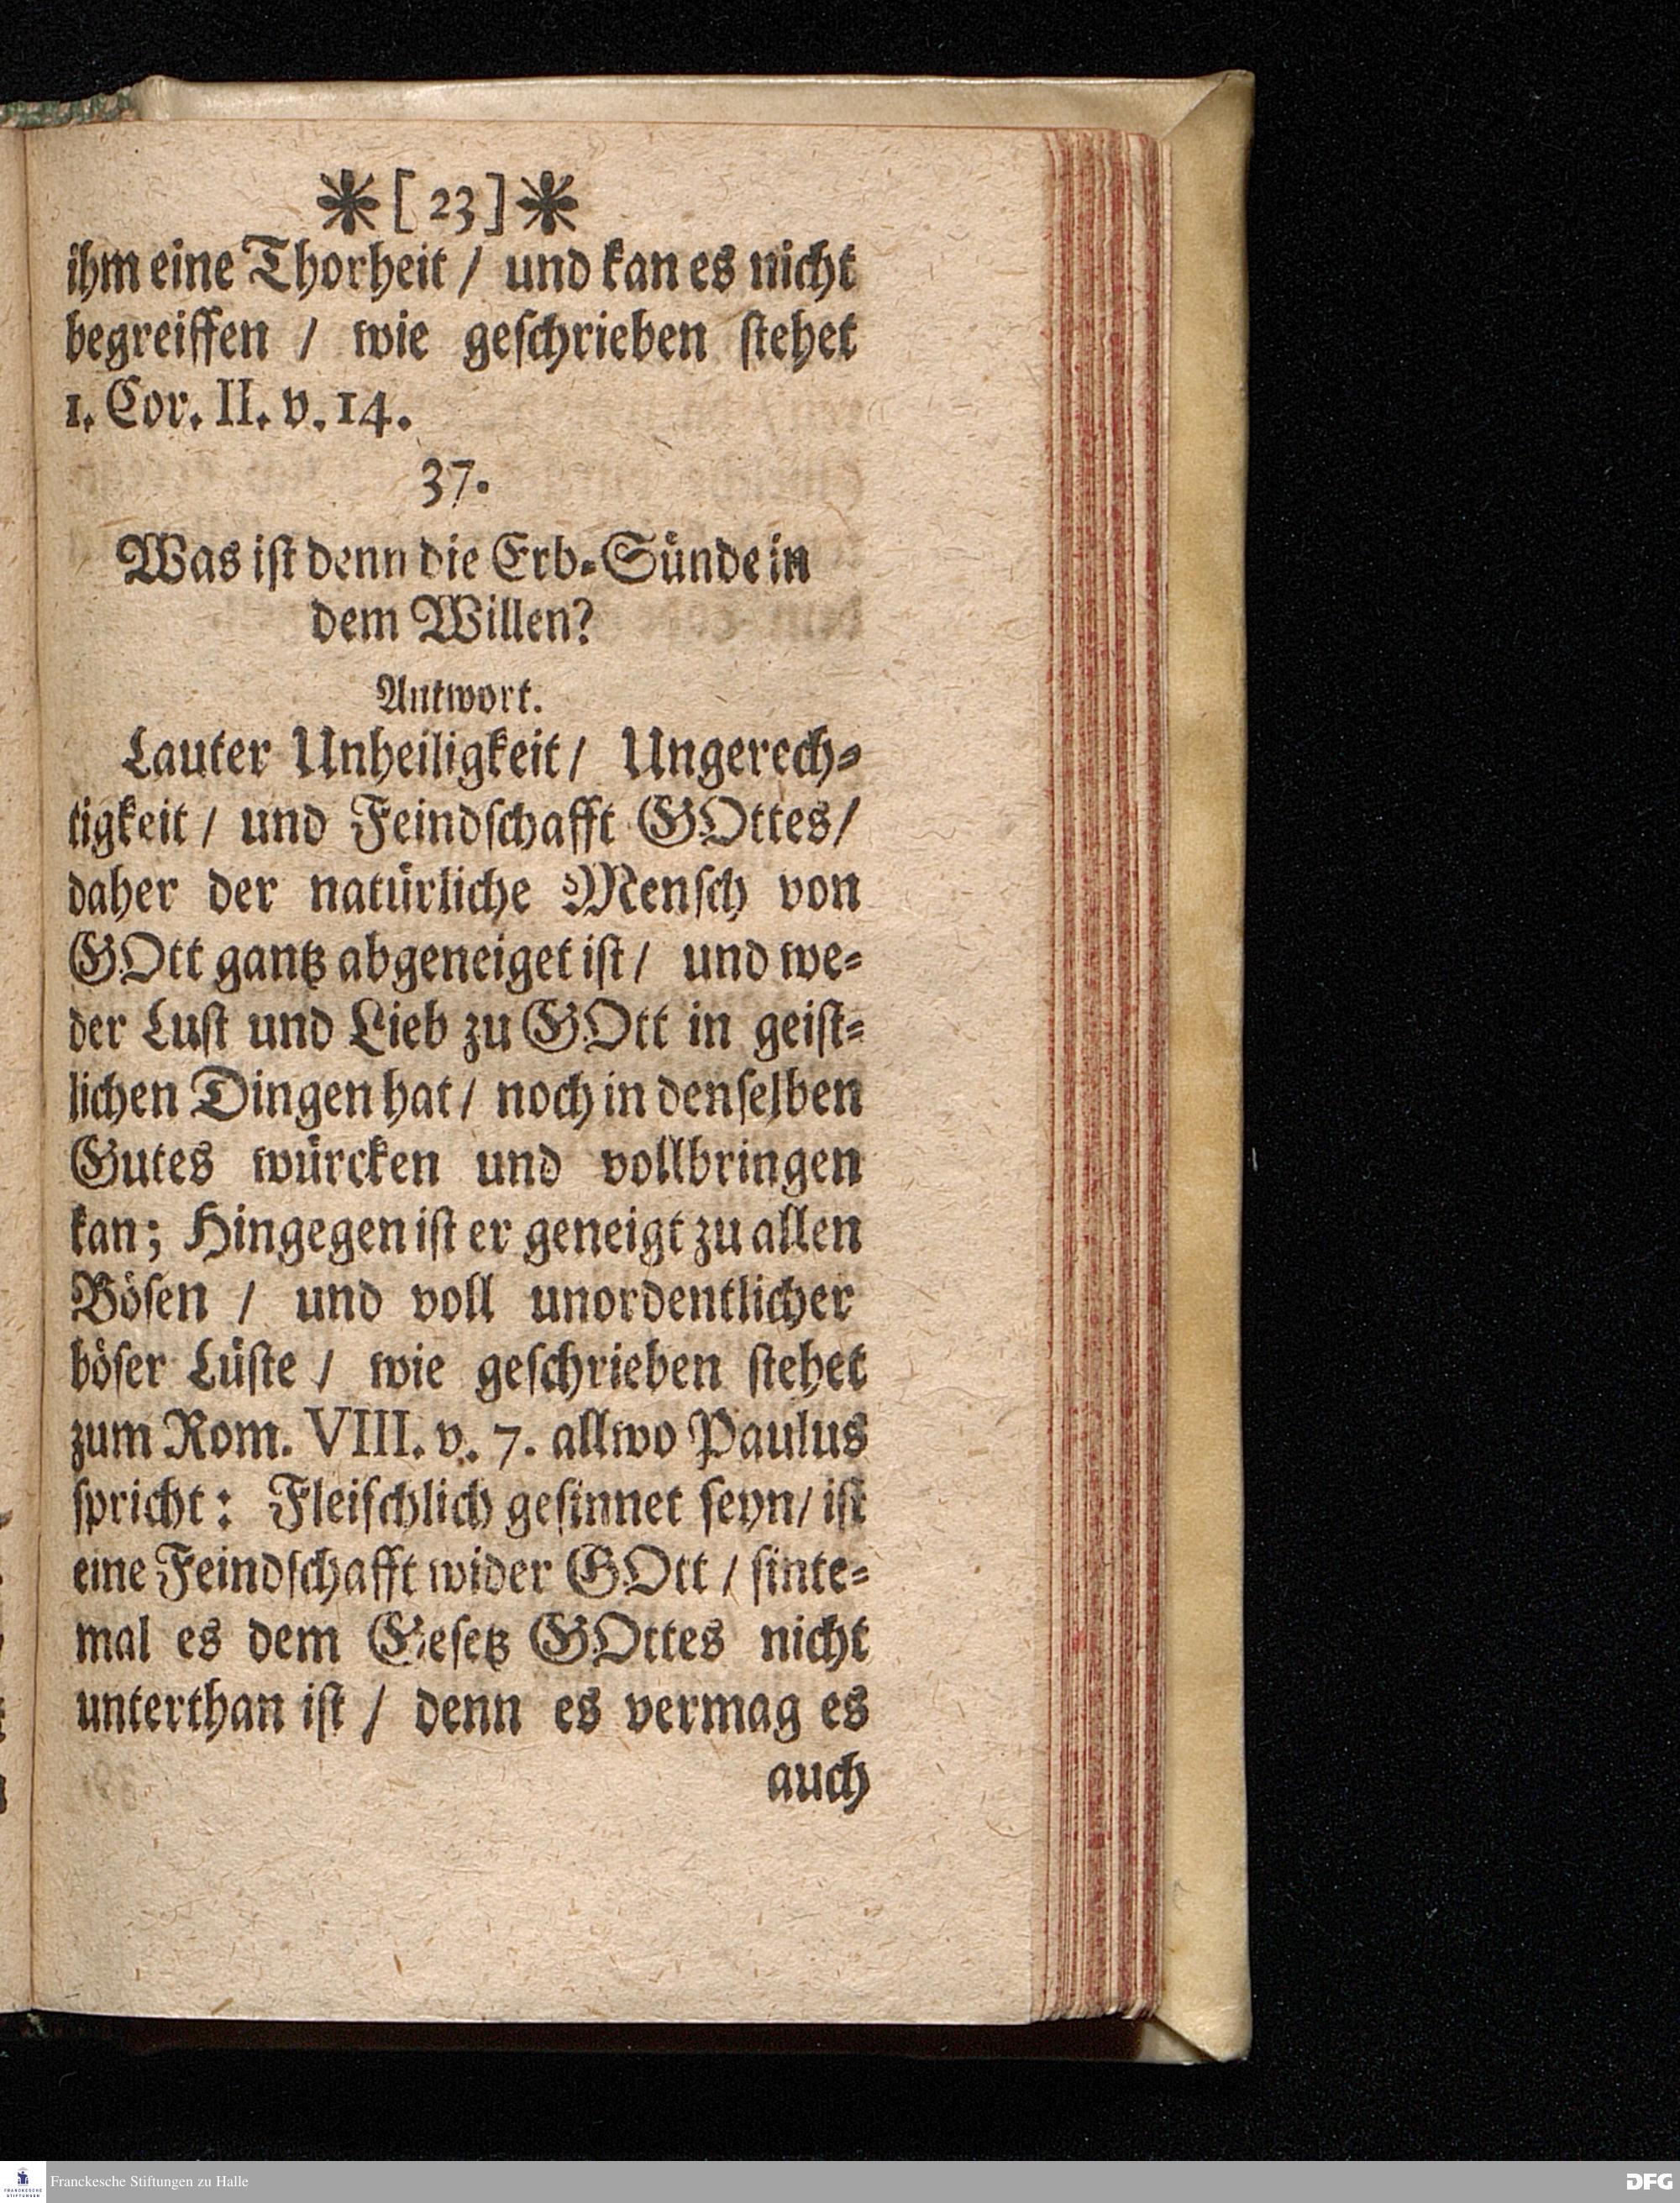 *[23]*
ihm eine Thorheit / und kan es nicht
begreiffen / wie geschrieben stehet
1. Cor. II. v. 14.
37.
Was ist denn die Erb-Sünde in
dem Willen?
Antwort.
Lauter Unheiligkeit / Ungerech-
tigkeit / und Feindschafft GOttes /
daher der natürliche Mensch von
GOtt gantz abgeneiget ist / und we-
der Lust und Lieb zu GOtt in geist-
lichen Dingen hat / noch in denselben
Gutes würcken und vollbringen
kan; Hingegen ist er geneigt zu allen
Bösen / und voll unordentlicher
böser Lüste / wie geschrieben stehet
zum Rom. VIII. v. 7. allwo Paulus
spricht: Fleischlich gesinnet seyn / ist
eine Feindschafft wider GOtt / sinte-
mal es dem Gesetz GOttes nicht
unterthan ist / denn es vermag es
auch
Franckesche Stiftungen zu Halle
FRANCKESCHE
STIFTUNGEN
DFG